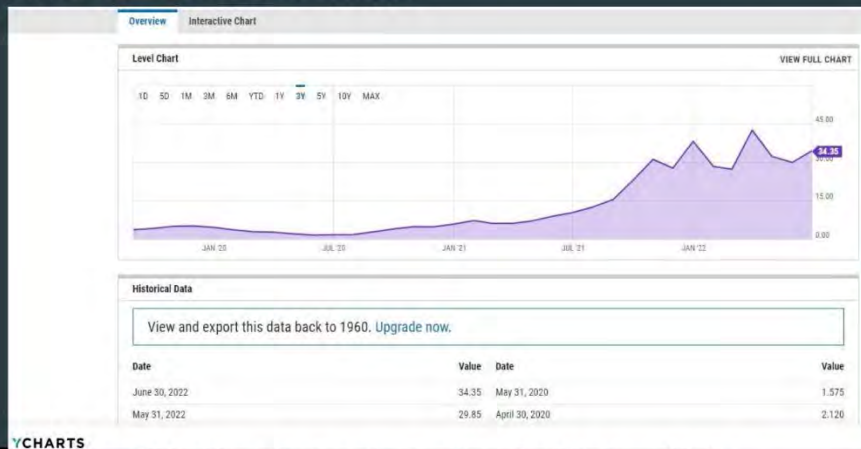 Overview Interactive Chart
Level Chart VIEW FULL CHART
1D 5D 1M 3M 6M YTD 1Y 3Y 5Y 10Y MAX
45.00
34.35
30.00
15.00
0.00
JAN '20 JUL '20 JAN '21 JUL '21 JAN '22
Historical Data
View and export this data back to 1960. Upgrade now.
Date Value Date Value
June 30, 2022 34.35 May 31, 2020 1.575
May 31, 2022 29.85 April 30, 2020 2.120
YCHARTS